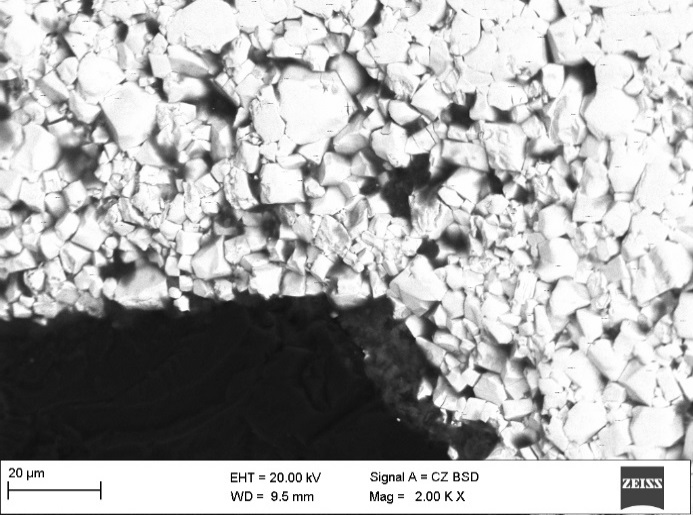 20 µm
EHT = 20.00 kV
WD = 9.5 mm
Signal A = CZ BSD
Mag = 2.00 K X
ZEISS